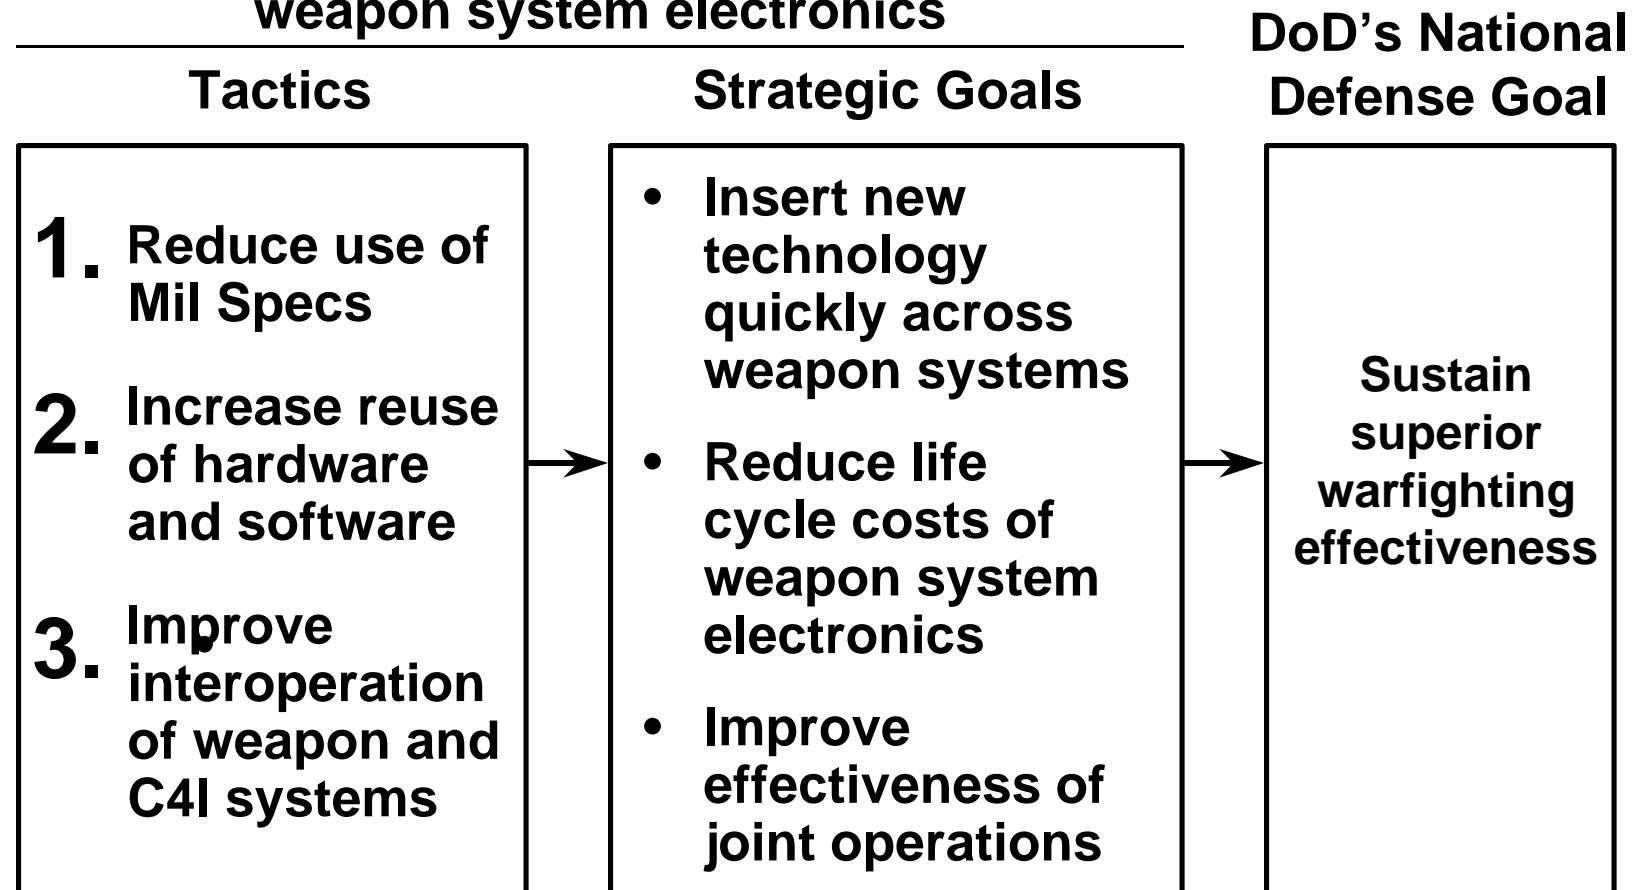 weapon system electronics
DoD’s National
Defense Goal
Tactics
Strategic Goals
1. Reduce use of
Mil Specs
2. Increase reuse
of hardware
and software
3. Improve
interoperation
of weapon and
C4I systems
• Insert new
technology
quickly across
weapon systems
• Reduce life
cycle costs of
weapon system
electronics
• Improve
effectiveness of
joint operations
Sustain
superior
warfighting
effectiveness